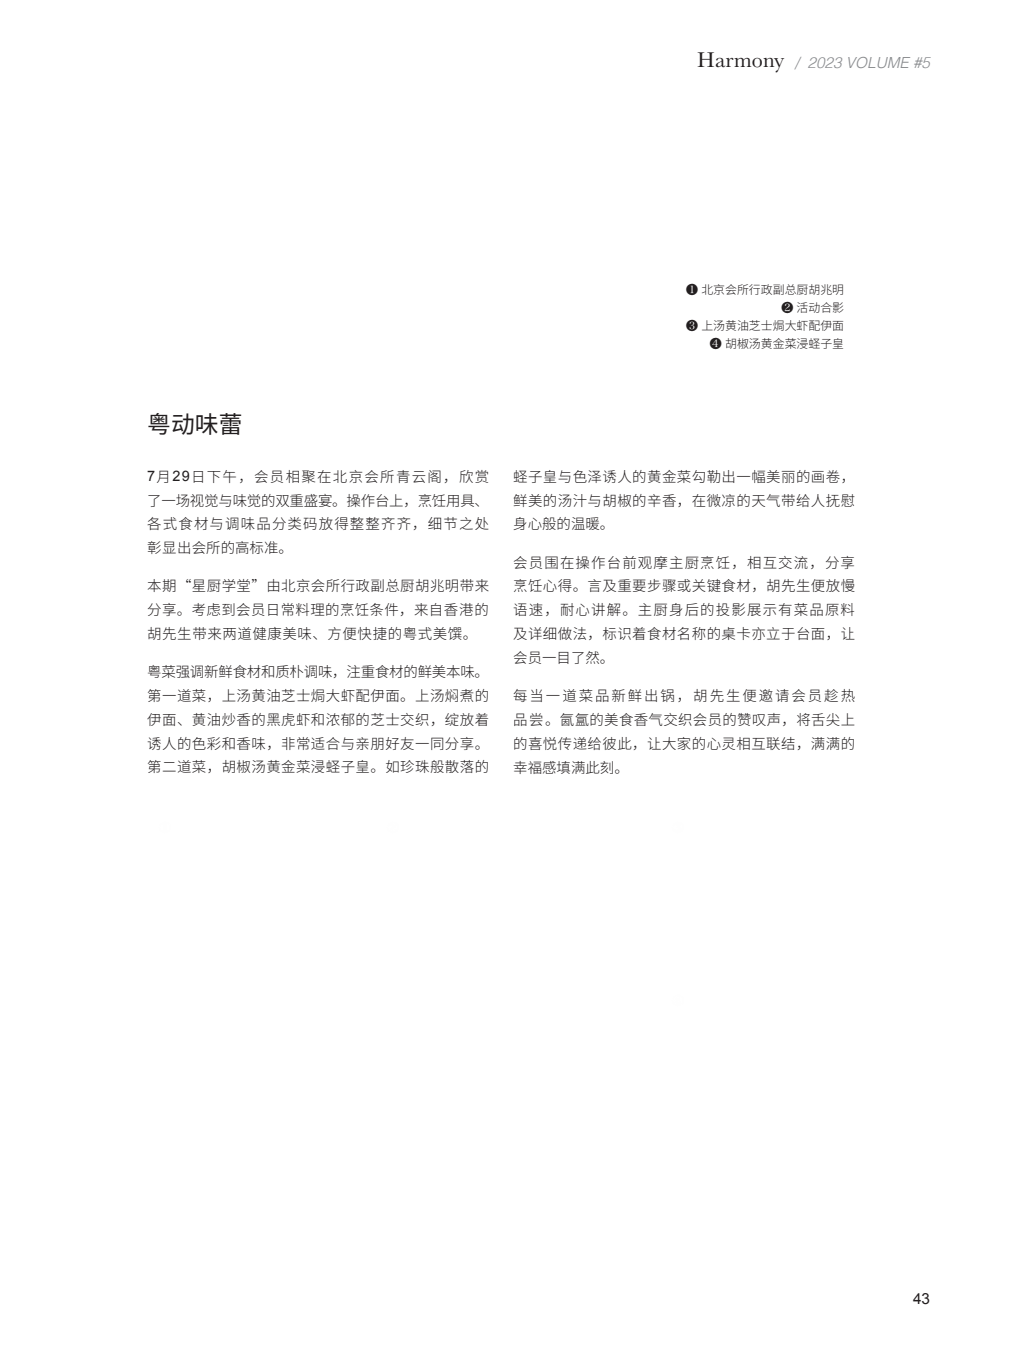 Harmony / 2023 VOLUME #5
❶ 北京会所行政副总厨胡兆明
❷ 活动合影
❸ 上汤黄油芝士焗大虾配伊面
❹ 胡椒汤黄金菜浸蛏子皇
粤动味蕾
7月29日下午，会员相聚在北京会所青云阁，欣赏
了一场视觉与味觉的双重盛宴。操作台上，烹饪用具、
各式食材与调味品分类码放得整整齐齐，细节之处
彰显出会所的高标准。
本期“星厨学堂”由北京会所行政副总厨胡兆明带来
分享。考虑到会员日常料理的烹饪条件，来自香港的
胡先生带来两道健康美味、方便快捷的粤式美馔。
粤菜强调新鲜食材和质朴调味，注重食材的鲜美本味。
第一道菜，上汤黄油芝士焗大虾配伊面。上汤焖煮的
伊面、黄油炒香的黑虎虾和浓郁的芝士交织，绽放着
诱人的色彩和香味，非常适合与亲朋好友一同分享。
第二道菜，胡椒汤黄金菜浸蛏子皇。如珍珠般散落的
蛏子皇与色泽诱人的黄金菜勾勒出一幅美丽的画卷，
鲜美的汤汁与胡椒的辛香，在微凉的天气带给人抚慰
身心般的温暖。
会员围在操作台前观摩主厨烹饪，相互交流，分享
烹饪心得。言及重要步骤或关键食材，胡先生便放慢
语速，耐心讲解。主厨身后的投影展示有菜品原料
及详细做法，标识着食材名称的桌卡亦立于台面，让
会员一目了然。
每当一道菜品新鲜出锅，胡先生便邀请会员趁热
品尝。氤氲的美食香气交织会员的赞叹声，将舌尖上
的喜悦传递给彼此，让大家的心灵相互联结，满满的
幸福感填满此刻。
43